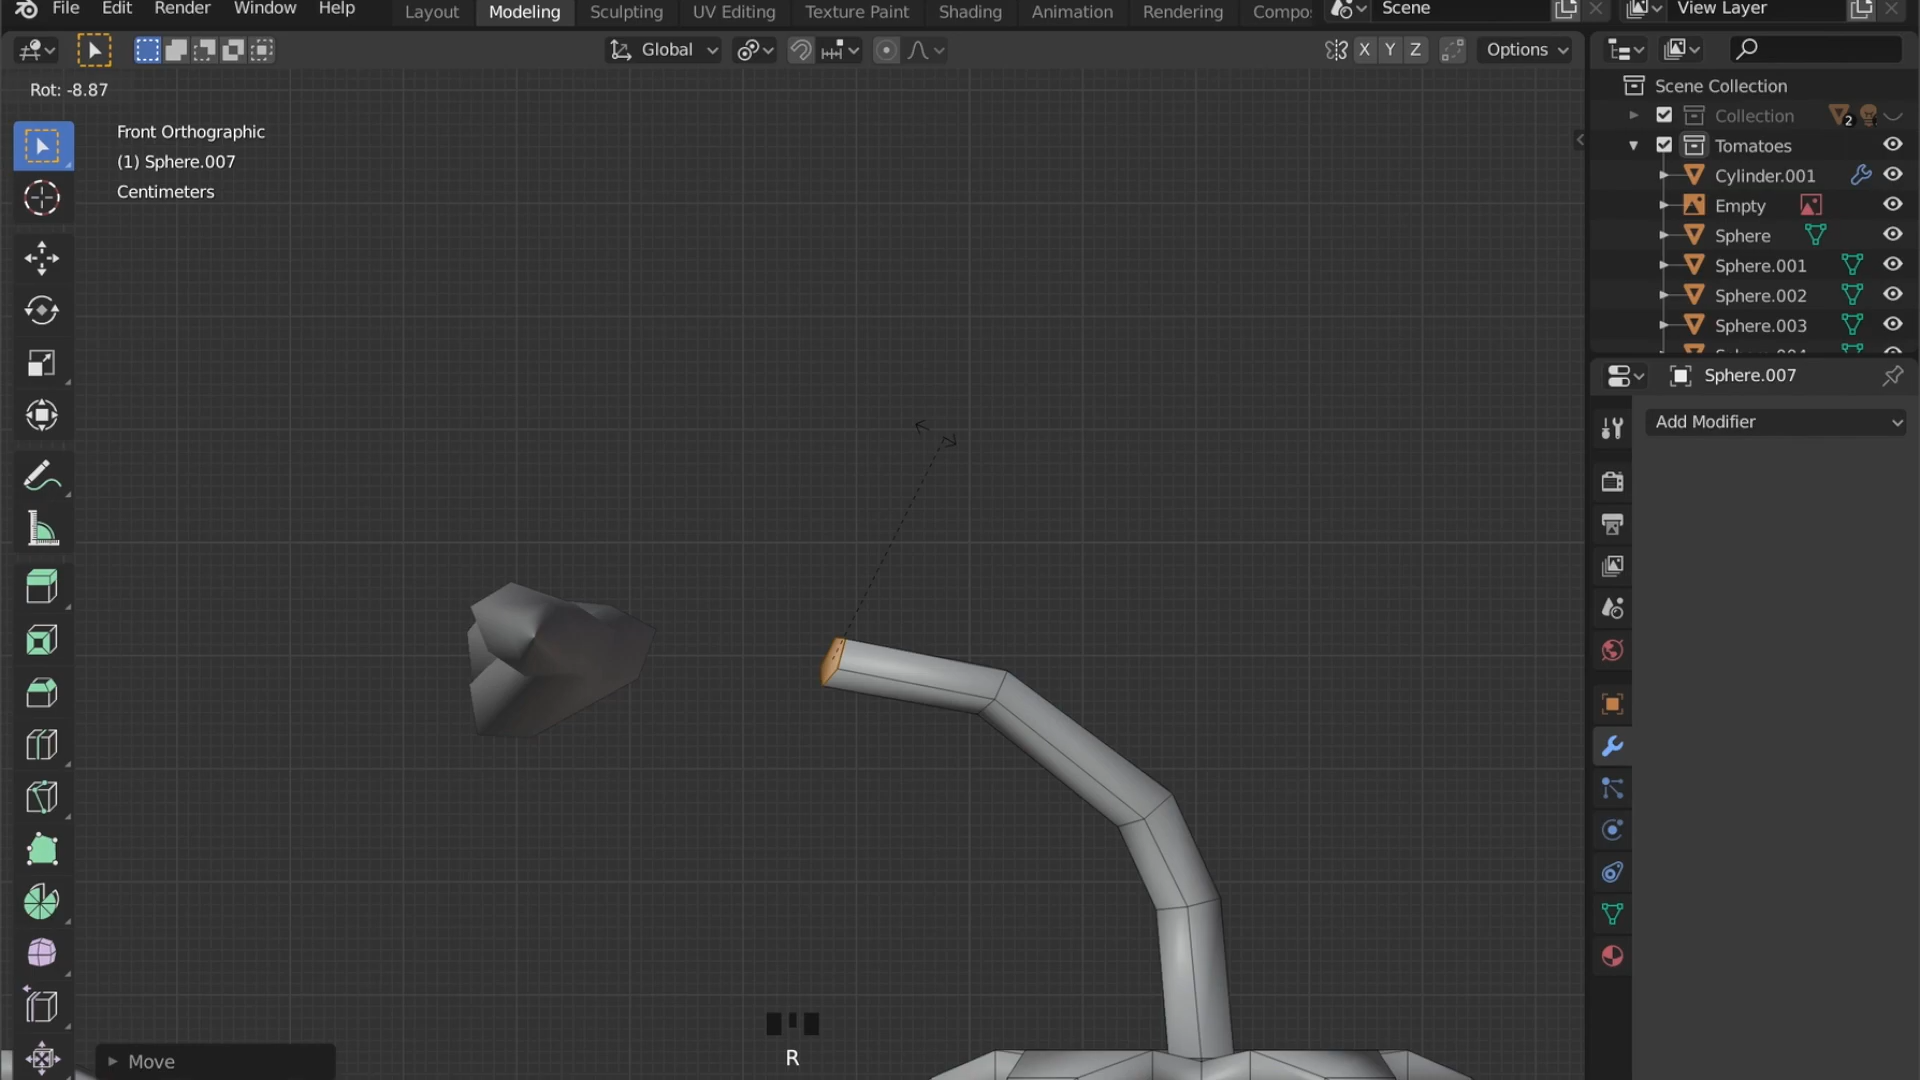 File Edit Render Window Help Layout Modeling Sculpting UV Editing Texture Paint Shading Animation Rendering Compo Scene View Layer
Global X Y Z Options
Rot: -8.87
Front Orthographic
(1) Sphere.007
Centimeters
Scene Collection
Collection 2
Tomatoes
Cylinder.001
Empty
Sphere
Sphere.001
Sphere.002
Sphere.003
Sphere.007
Add Modifier
Move
R